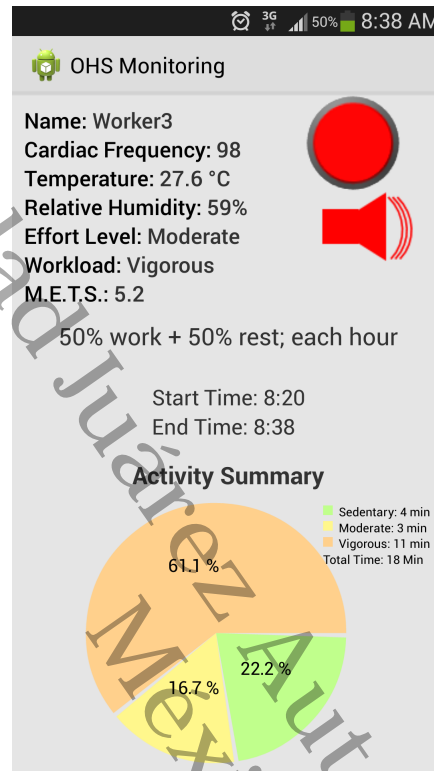 3G 50% 8:38 AM
OHS Monitoring
Name: Worker3
Cardiac Frequency: 98
Temperature: 27.6 °C
Relative Humidity: 59%
Effort Level: Moderate
Workload: Vigorous
M.E.T.S.: 5.2
50% work + 50% rest; each hour
Start Time: 8:20
End Time: 8:38
Activity Summary
Sedentary: 4 min
Moderate: 3 min
Vigorous: 11 min
Total Time: 18 Min
61.1 %
22.2 %
16.7 %
Juárez